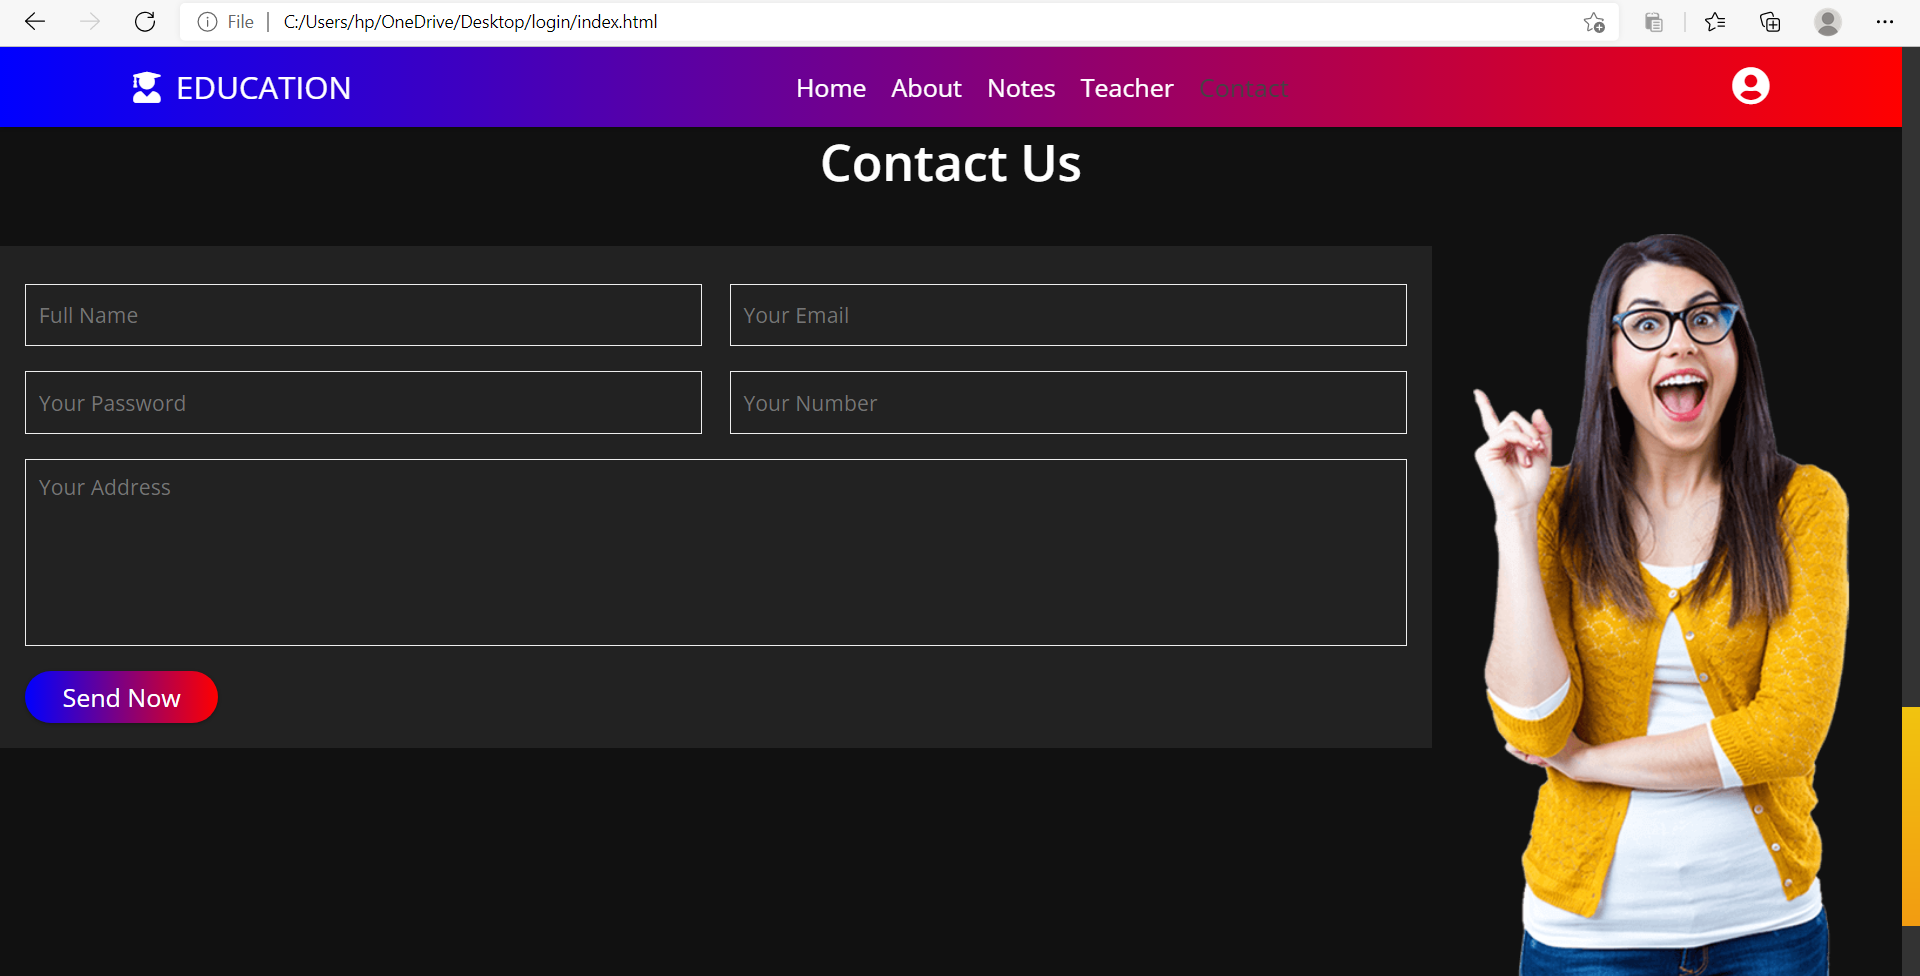 File C:/Users/hp/OneDrive/Desktop/login/index.html
EDUCATION Home About Notes Teacher Contact
Contact Us
Full Name Your Email
Your Password Your Number
Your Address
Send Now